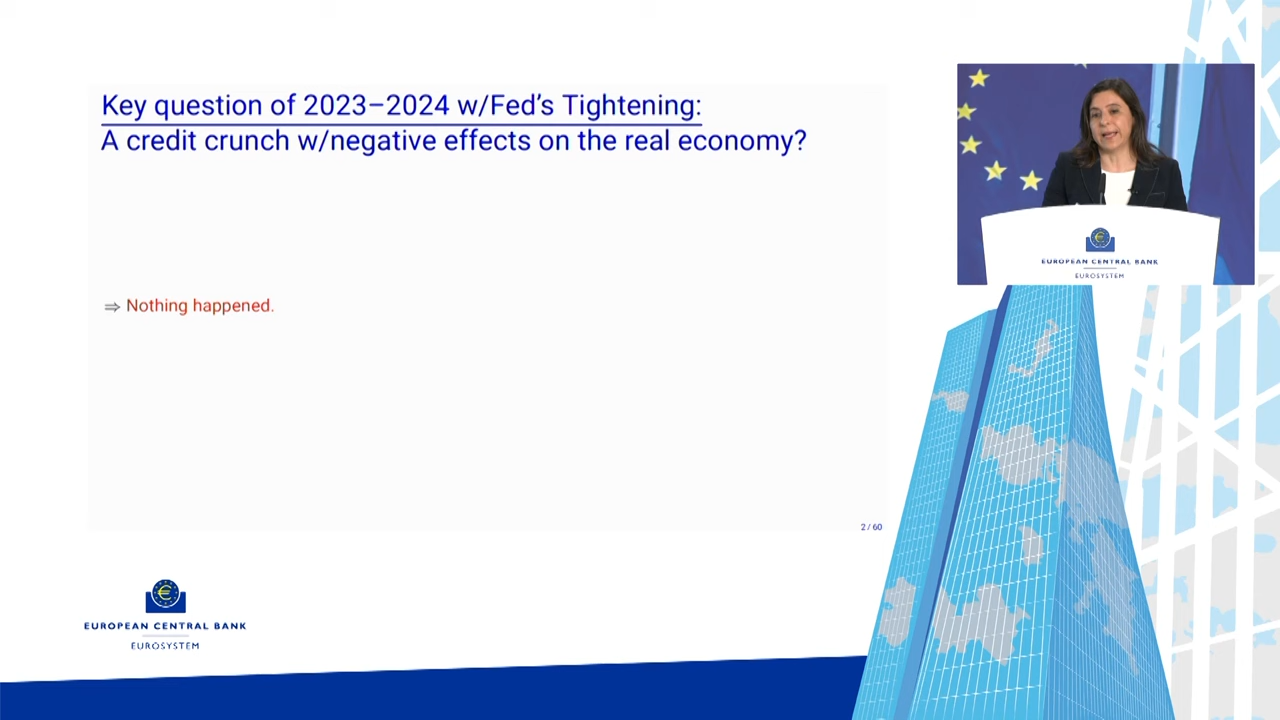 Key question of 2023–2024 w/Fed’s Tightening:
A credit crunch w/negative effects on the real economy?
⇒ Nothing happened.
2 / 60
EUROPEAN CENTRAL BANK
EUROSYSTEM
EUROPEAN CENTRAL BANK
EUROSYSTEM